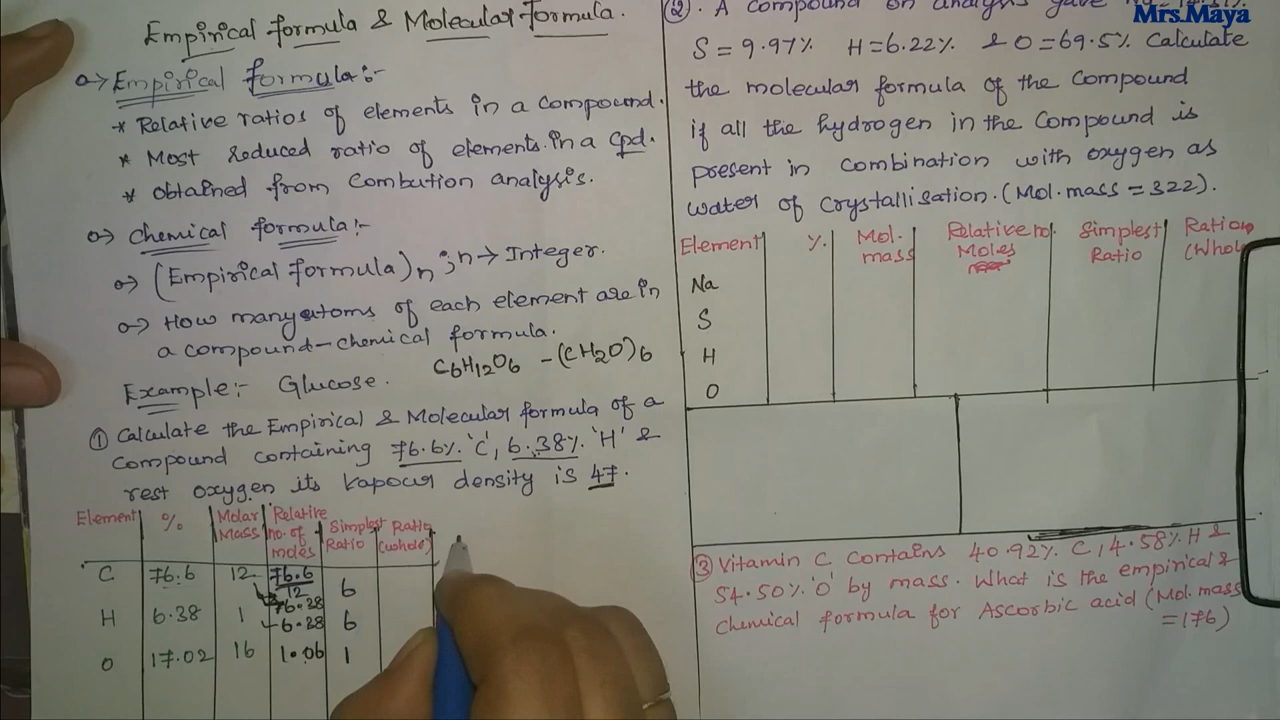 Empirical formula & Molecular formula.
Empirical formula:-
* Relative ratios of elements in a compound.
* Most reduced ratio of elements in a Cpd.
* Obtained from Combution analysis.
Chemical formula:-
(Empirical formula)n ; n → Integer.
How many atoms of each element are in
a compound - chemical formula.
Example:- Glucose. C6H12O6 - (CH2O)6
① Calculate the Empirical & Molecular formula of a
compound containing 76.6% 'C', 6.38% 'H' &
rest oxygen its Vapour density is 47.
Element % Molar Mass Relative no. of moles Simplest Ratio Ratio (whole)
C 76.6 12 76.6/12 6
H 6.38 1 6.38 6
O 17.02 16 1.06 1
Mrs.Maya
②. A compound on analysis gave
S = 9.97% H = 6.22% & O = 69.5% Calculate
the molecular formula of the Compound
if all the hydrogen in the Compound is
present in combination with oxygen as
water of crystallisation. (Mol. mass = 322).
Element % Mol. mass Relative no. Moles Simplest Ratio Ratio (Whole
Na
S
H
O
③ Vitamin C Contains 40.92% C, 4.58% H &
54.50% 'O' by mass. What is the empirical &
Chemical formula for Ascorbic acid (Mol. mass
= 176)